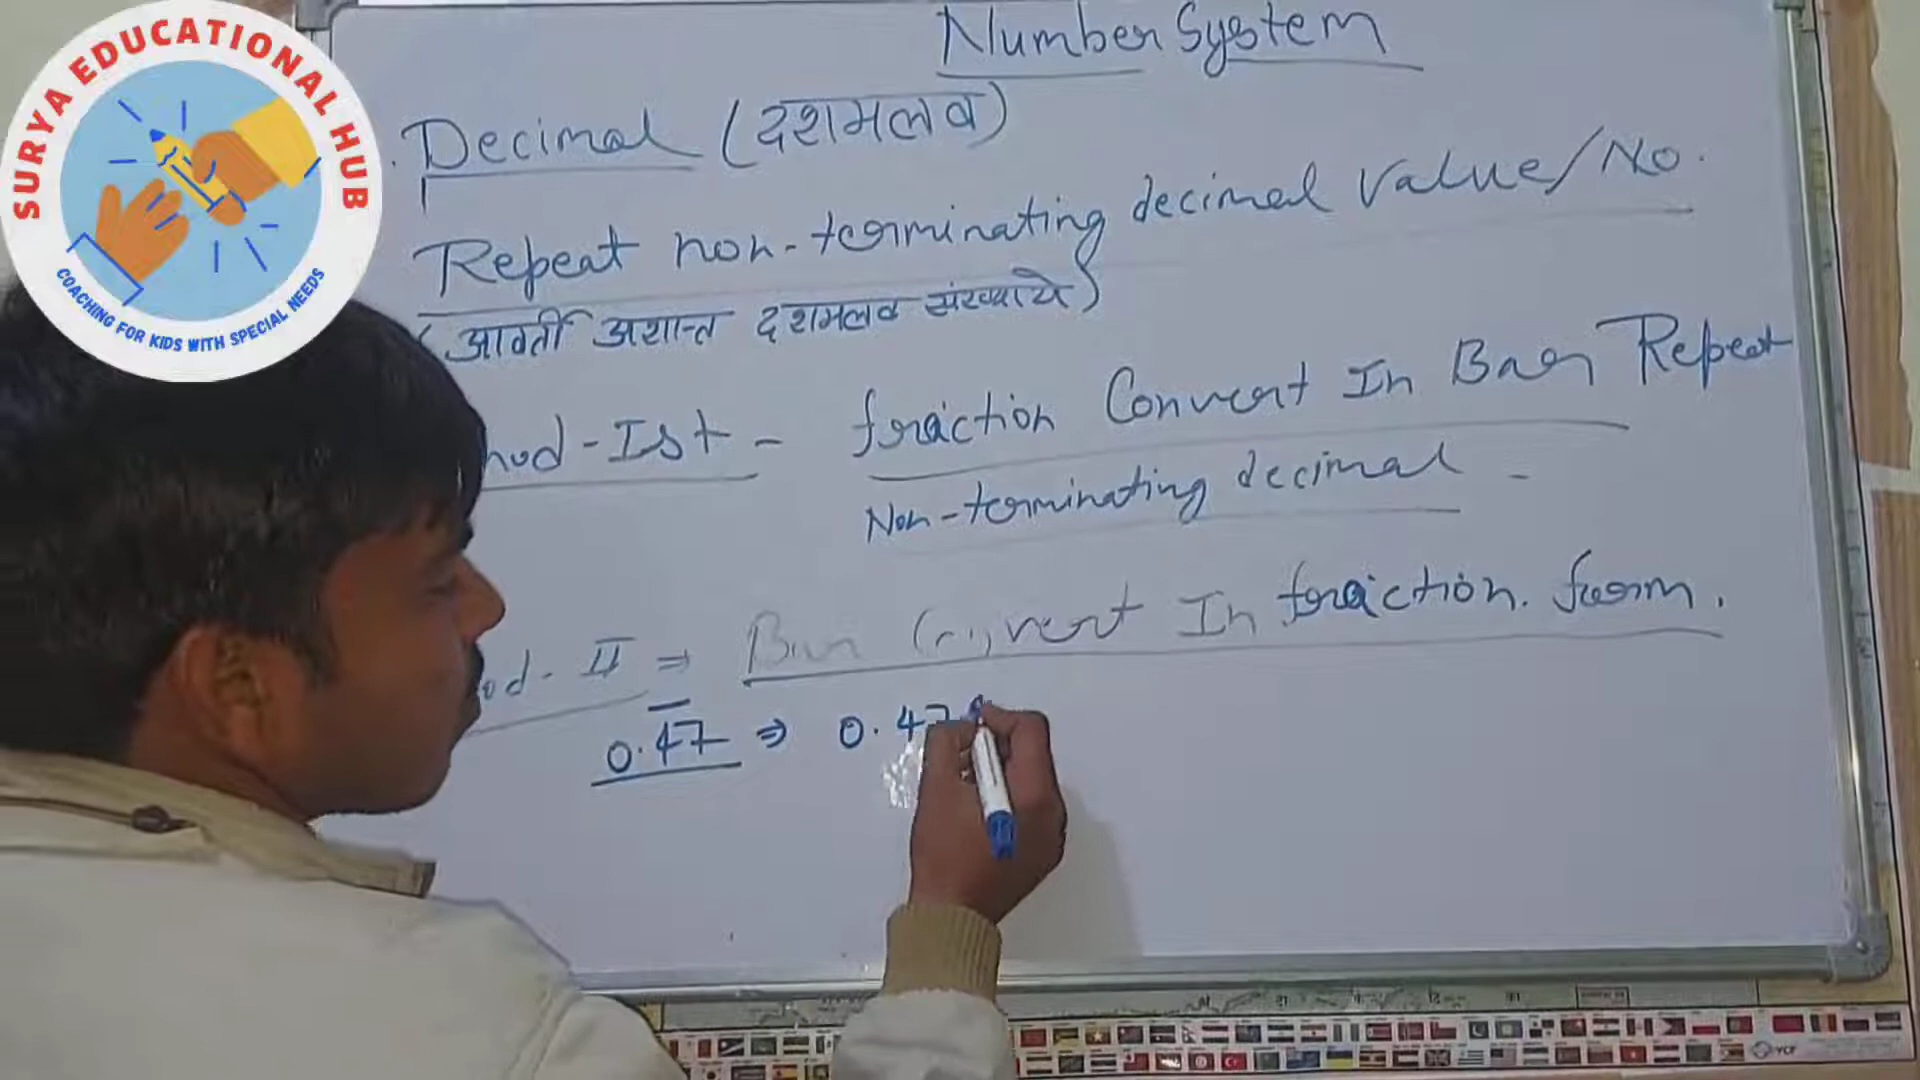 SURYA EDUCATIONAL HUB
COACHING FOR KIDS WITH SPECIAL NEEDS
Number System
Decimal (दशमलव)
Repeat non-terminating decimal value/No.
(आवर्ती अशान्त दशमलव संख्याये)
hod-Ist - fraction Convert In Bar Repeat
Non-terminating decimal -
od-II ⇒ Bar Convert In fraction form.
0.4̅7̅ ⇒ 0.47